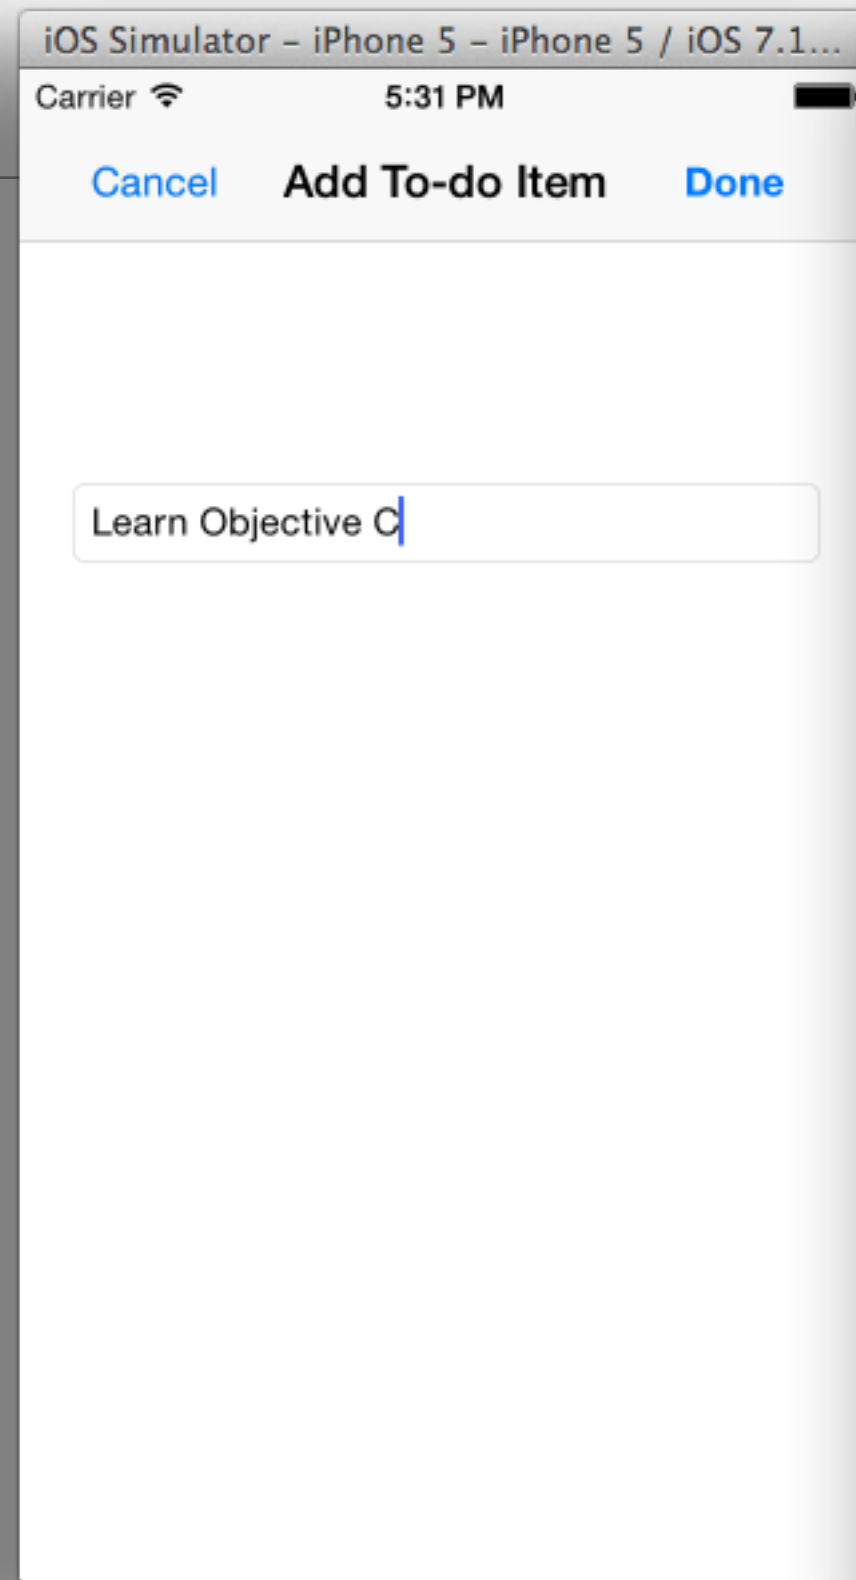 iOS Simulator – iPhone 5 – iPhone 5 / iOS 7.1...
Carrier 5:31 PM
Cancel Add To-do Item Done
Learn Objective C